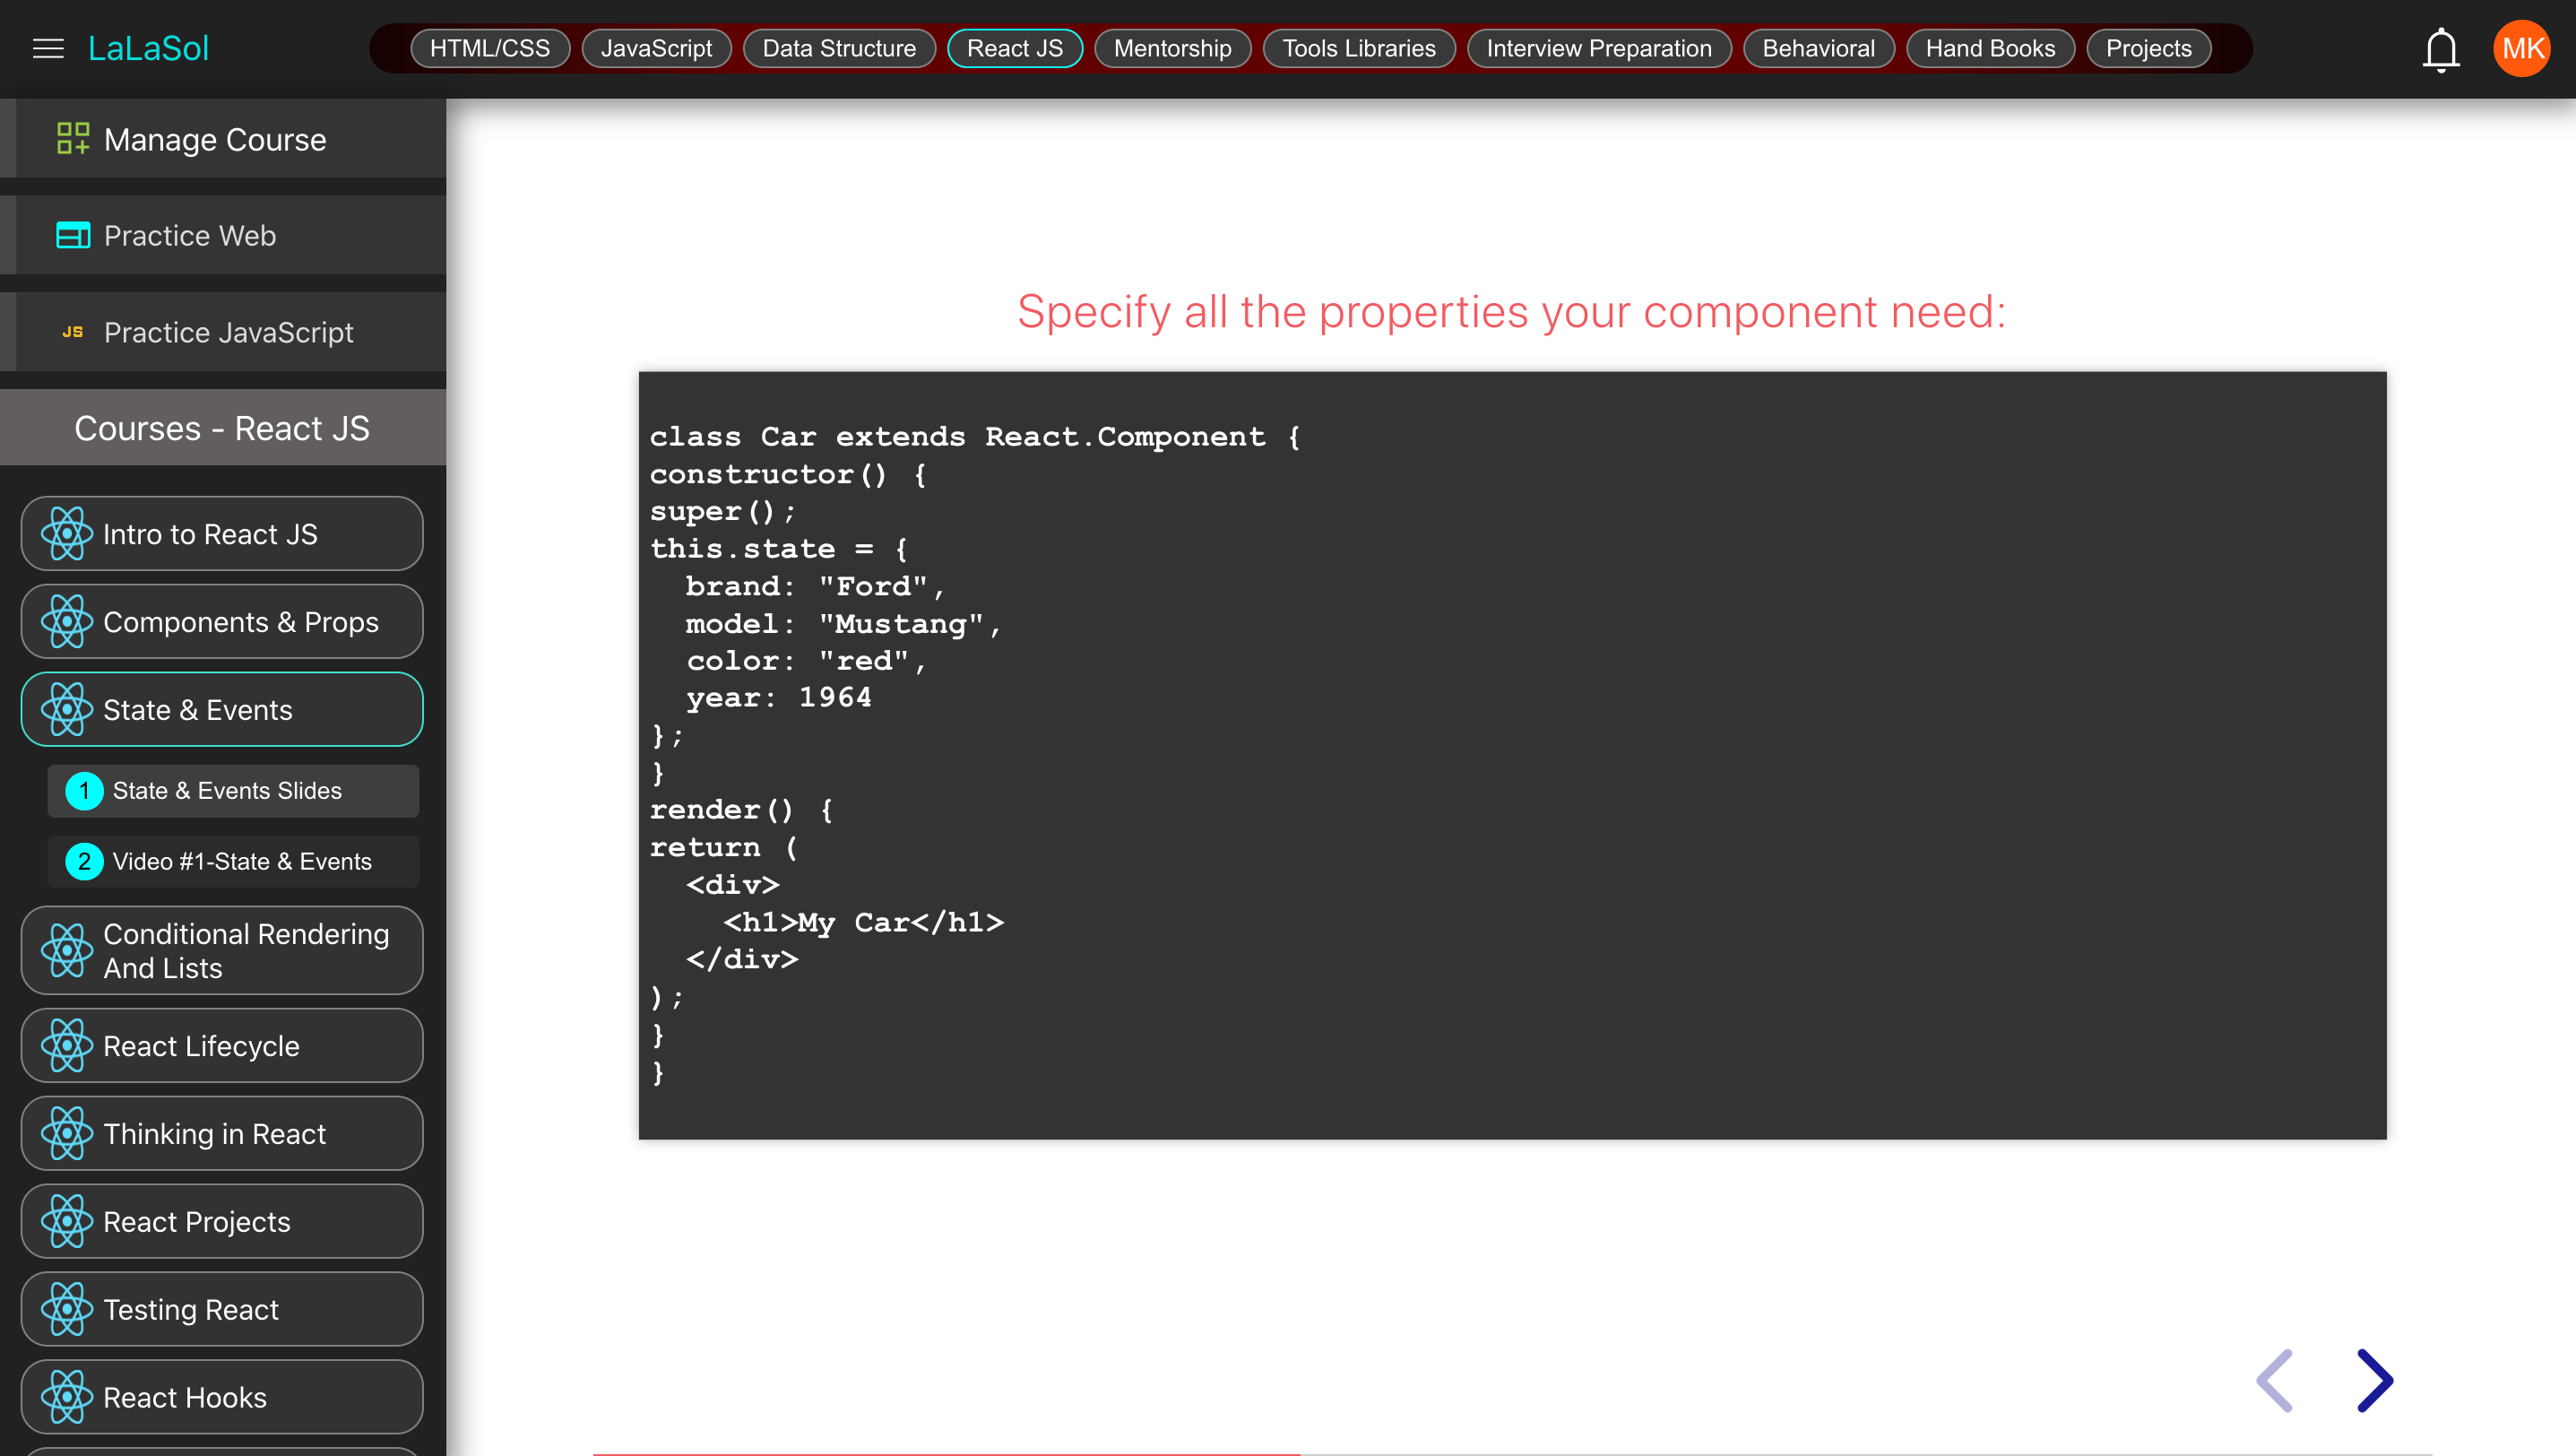 LaLaSol
HTML/CSS
JavaScript
Data Structure
React JS
Mentorship
Tools Libraries
Interview Preparation
Behavioral
Hand Books
Projects
MK
Manage Course
Practice Web
JS Practice JavaScript
Courses - React JS
Intro to React JS
Components & Props
State & Events
1 State & Events Slides
2 Video #1-State & Events
Conditional Rendering
And Lists
React Lifecycle
Thinking in React
React Projects
Testing React
React Hooks
Specify all the properties your component need:
class Car extends React.Component {
constructor() {
super();
this.state = {
  brand: "Ford",
  model: "Mustang",
  color: "red",
  year: 1964
};
}
render() {
return (
  <div>
    <h1>My Car</h1>
  </div>
);
}
}